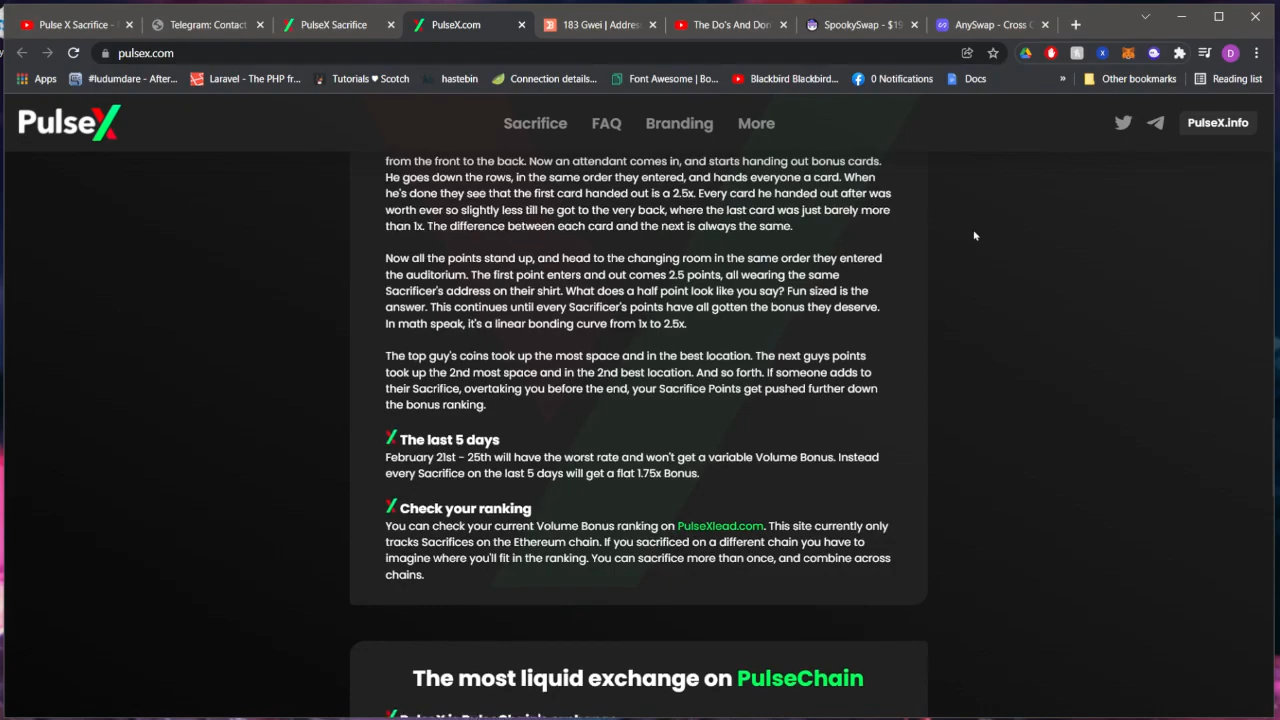 Pulse X Sacrifice –
Telegram: Contact
PulseX Sacrifice
PulseX.com
183 Gwei | Addres
The Do's And Don
SpookySwap - $19
AnySwap - Cross C
pulsex.com
D
Apps
#ludumdare - After...
Laravel - The PHP fr...
Tutorials ♥ Scotch
hastebin
Connection details...
Font Awesome | Bo...
Blackbird Blackbird...
0 Notifications
Docs
»
Other bookmarks
Reading list
PulseX
Sacrifice
FAQ
Branding
More
PulseX.info
from the front to the back. Now an attendant comes in, and starts handing out bonus cards.
He goes down the rows, in the same order they entered, and hands everyone a card. When
he's done they see that the first card handed out is a 2.5x. Every card he handed out after was
worth ever so slightly less till he got to the very back, where the last card was just barely more
than 1x. The difference between each card and the next is always the same.
Now all the points stand up, and head to the changing room in the same order they entered
the auditorium. The first point enters and out comes 2.5 points, all wearing the same
Sacrificer's address on their shirt. What does a half point look like you say? Fun sized is the
answer. This continues until every Sacrificer's points have all gotten the bonus they deserve.
In math speak, it's a linear bonding curve from 1x to 2.5x.
The top guy's coins took up the most space and in the best location. The next guys points
took up the 2nd most space and in the 2nd best location. And so forth. If someone adds to
their Sacrifice, overtaking you before the end, your Sacrifice Points get pushed further down
the bonus ranking.
The last 5 days
February 21st - 25th will have the worst rate and won't get a variable Volume Bonus. Instead
every Sacrifice on the last 5 days will get a flat 1.75x Bonus.
Check your ranking
You can check your current Volume Bonus ranking on PulseXlead.com. This site currently only
tracks Sacrifices on the Ethereum chain. If you sacrificed on a different chain you have to
imagine where you'll fit in the ranking. You can sacrifice more than once, and combine across
chains.
The most liquid exchange on PulseChain
PulseX is PulseChain's exchange